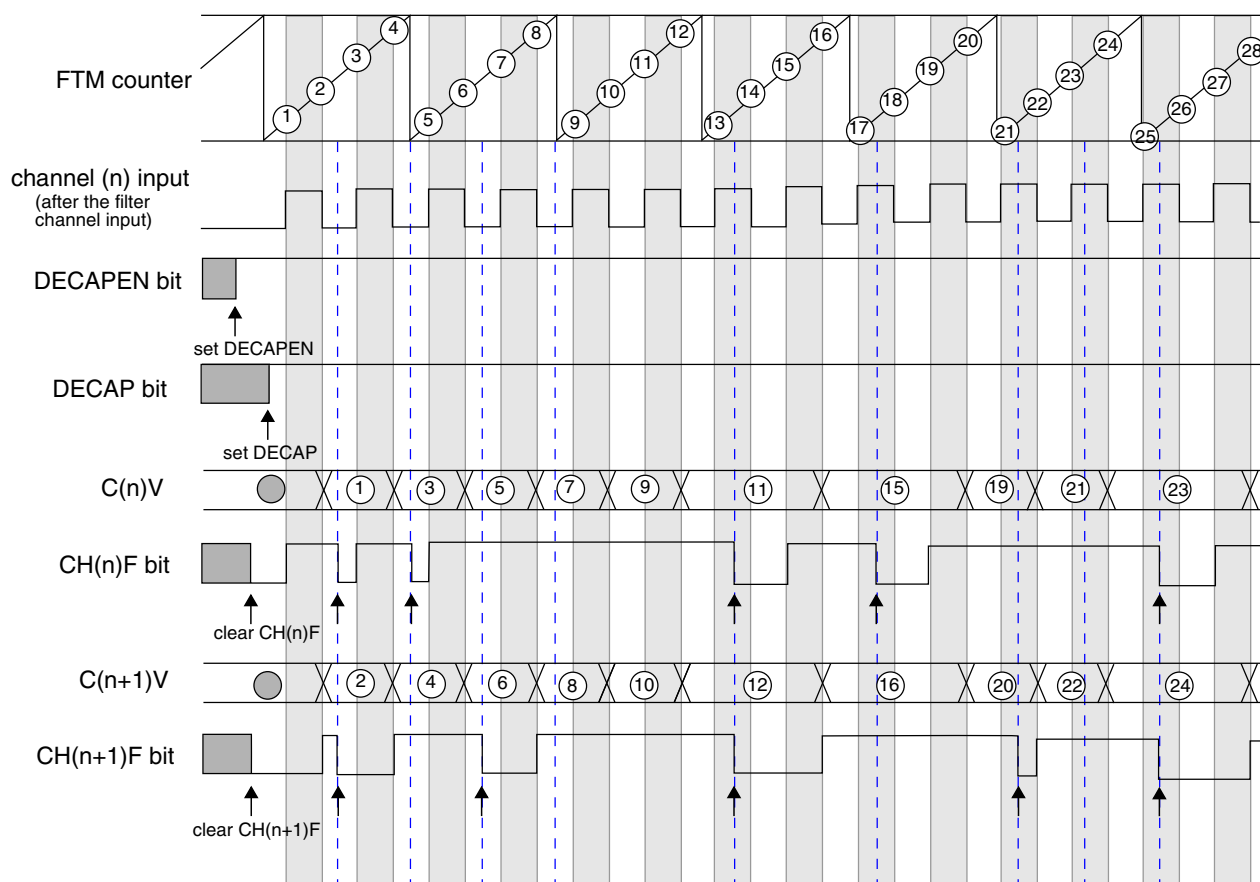 4 8 12 16 20 24 28
3 7 11 15 19 23 27
2 6 10 14 18 22 26
1 5 9 13 17 21 25
FTM counter
channel (n) input
(after the filter
channel input)
DECAPEN bit
set DECAPEN
DECAP bit
set DECAP
C(n)V 1 3 5 7 9 11 15 19 21 23
CH(n)F bit
clear CH(n)F
C(n+1)V 2 4 6 8 10 12 16 20 22 24
CH(n+1)F bit
clear CH(n+1)F